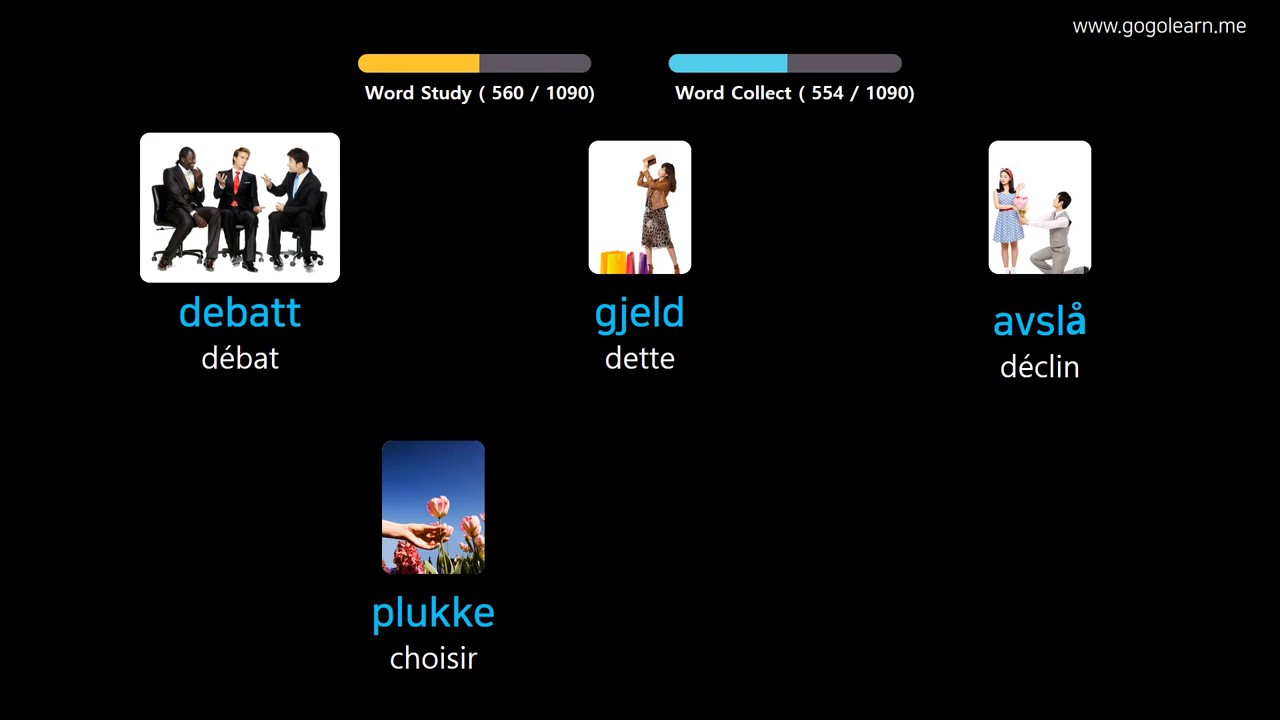 www.gogolearn.me
Word Study ( 560 / 1090)
Word Collect ( 554 / 1090)
debatt
débat
gjeld
dette
avslå
déclin
plukke
choisir